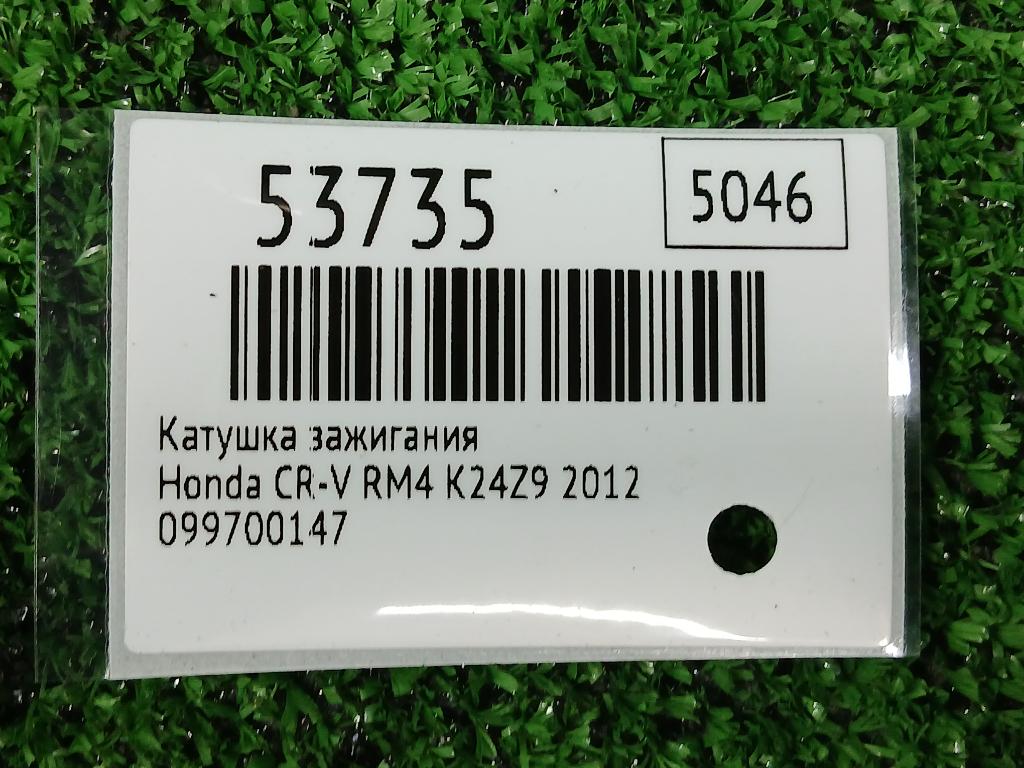 53735
5046
Катушка зажигания
Honda CR-V RM4 K24Z9 2012
099700147